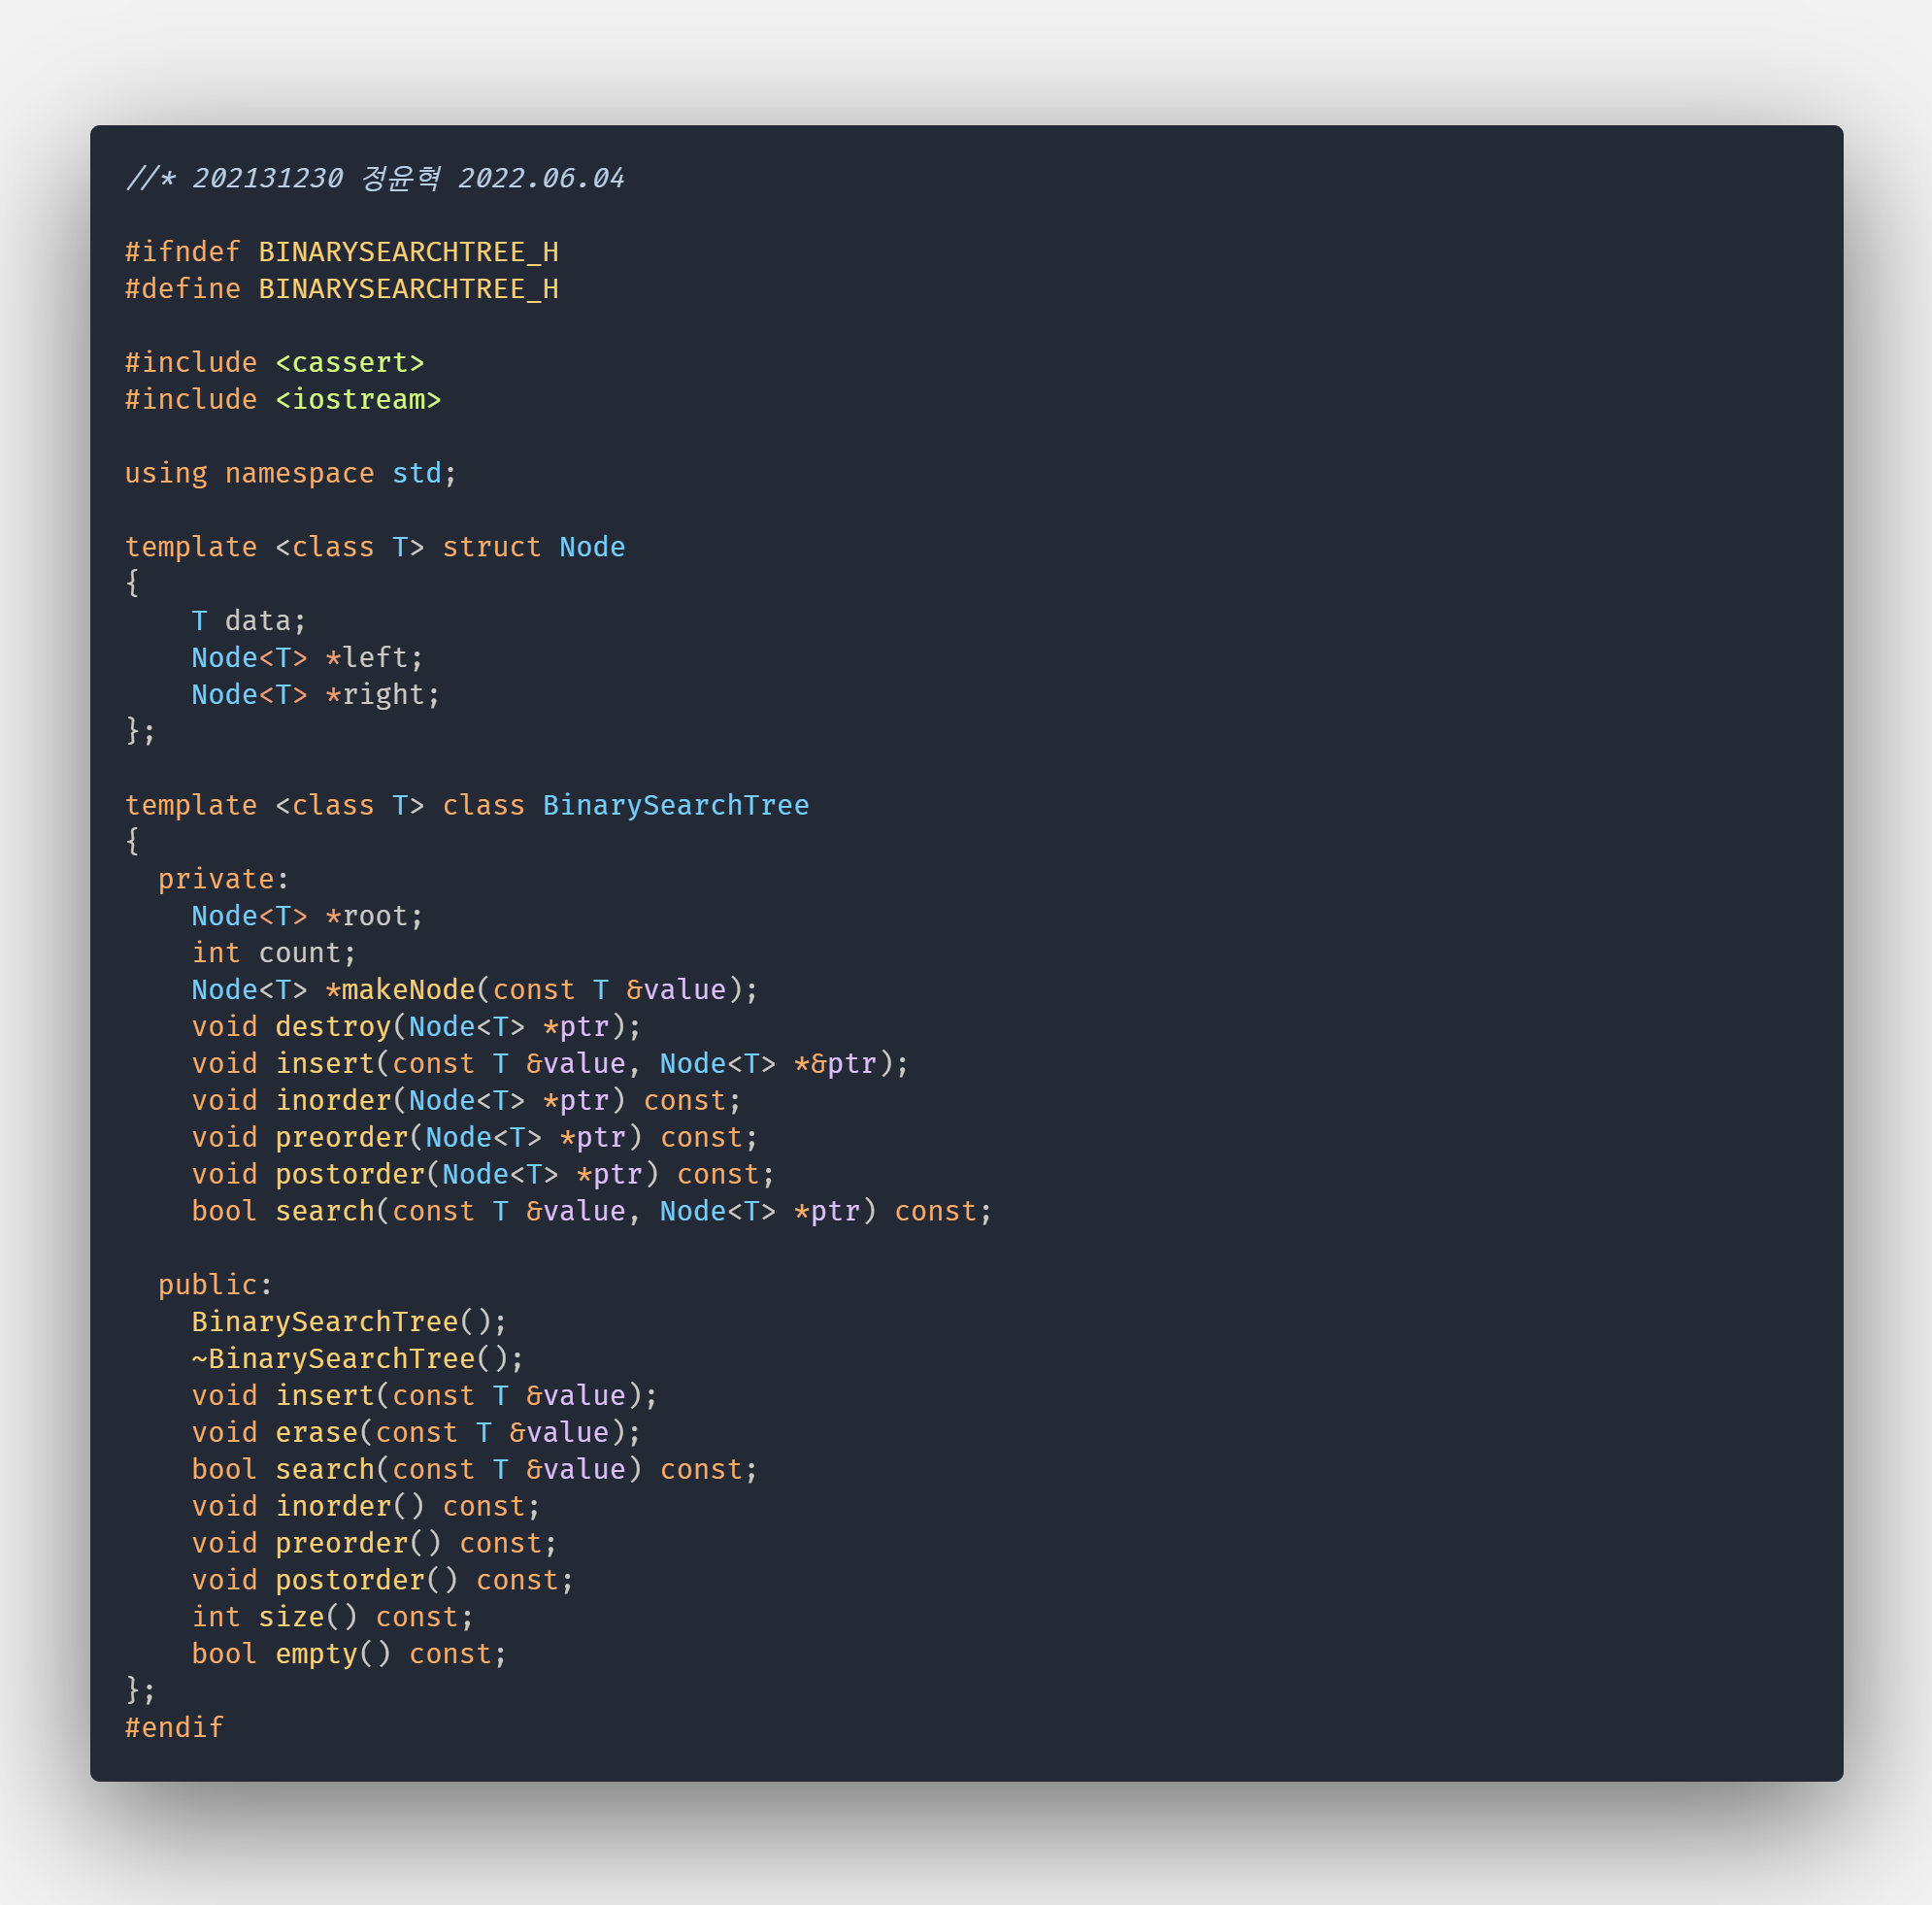 //* 202131230 정윤혁 2022.06.04
#ifndef BINARYSEARCHTREE_H
#define BINARYSEARCHTREE_H
#include <cassert>
#include <iostream>
using namespace std;
template <class T> struct Node
{
    T data;
    Node<T> *left;
    Node<T> *right;
};
template <class T> class BinarySearchTree
{
  private:
    Node<T> *root;
    int count;
    Node<T> *makeNode(const T &value);
    void destroy(Node<T> *ptr);
    void insert(const T &value, Node<T> *&ptr);
    void inorder(Node<T> *ptr) const;
    void preorder(Node<T> *ptr) const;
    void postorder(Node<T> *ptr) const;
    bool search(const T &value, Node<T> *ptr) const;
  public:
    BinarySearchTree();
    ~BinarySearchTree();
    void insert(const T &value);
    void erase(const T &value);
    bool search(const T &value) const;
    void inorder() const;
    void preorder() const;
    void postorder() const;
    int size() const;
    bool empty() const;
};
#endif